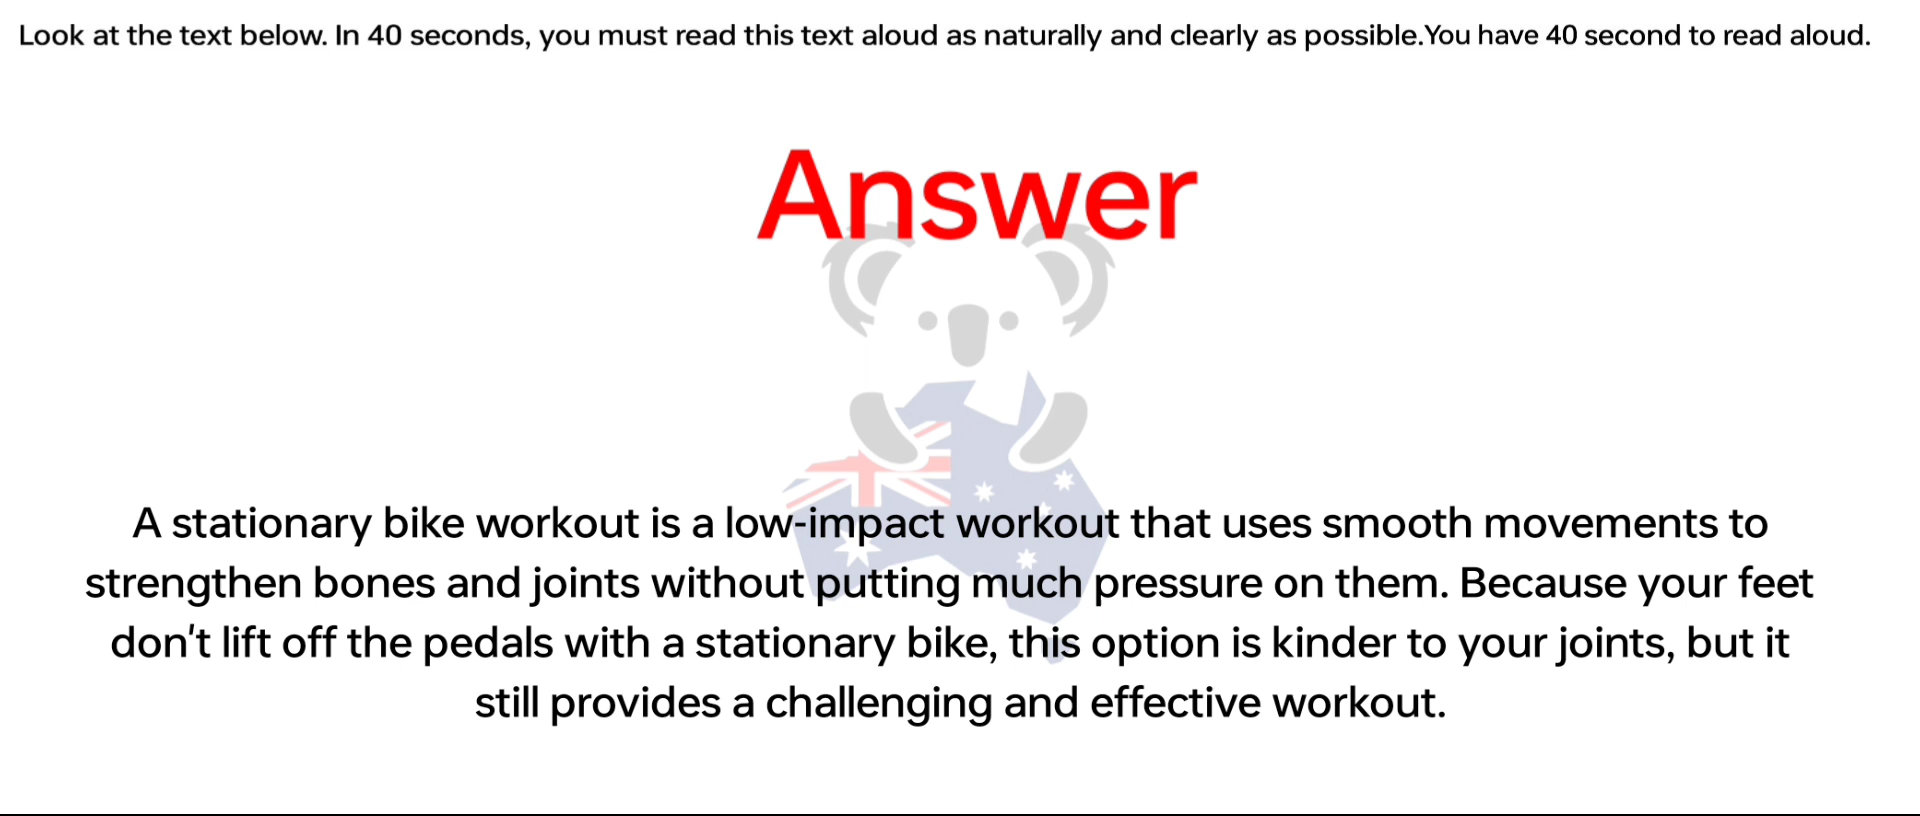 Look at the text below. In 40 seconds, you must read this text aloud as naturally and clearly as possible.You have 40 second to read aloud.
Answer
A stationary bike workout is a low-impact workout that uses smooth movements to
strengthen bones and joints without putting much pressure on them. Because your feet
don't lift off the pedals with a stationary bike, this option is kinder to your joints, but it
still provides a challenging and effective workout.